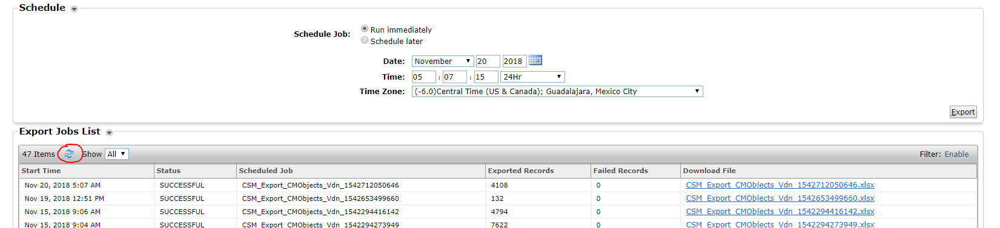 Schedule
Schedule Job: Run immediately
Schedule later
Date: November 20 2018
Time: 05 : 07 : 15 24Hr
Time Zone: (-6.0)Central Time (US & Canada); Guadalajara, Mexico City
Export
Export Jobs List
47 Items Show All Filter: Enable
Start Time Status Scheduled Job Exported Records Failed Records Download File
Nov 20, 2018 5:07 AM SUCCESSFUL CSM_Export_CMObjects_Vdn_1542712050646 4108 0 CSM_Export_CMObjects_Vdn_1542712050646.xlsx
Nov 19, 2018 12:51 PM SUCCESSFUL CSM_Export_CMObjects_Vdn_1542653499660 132 0 CSM_Export_CMObjects_Vdn_1542653499660.xlsx
Nov 15, 2018 9:06 AM SUCCESSFUL CSM_Export_CMObjects_Vdn_1542294416142 4794 0 CSM_Export_CMObjects_Vdn_1542294416142.xlsx
Nov 15, 2018 9:04 AM SUCCESSFUL CSM_Export_CMObjects_Vdn_1542294273949 7622 0 CSM_Export_CMObjects_Vdn_1542294273949.xlsx